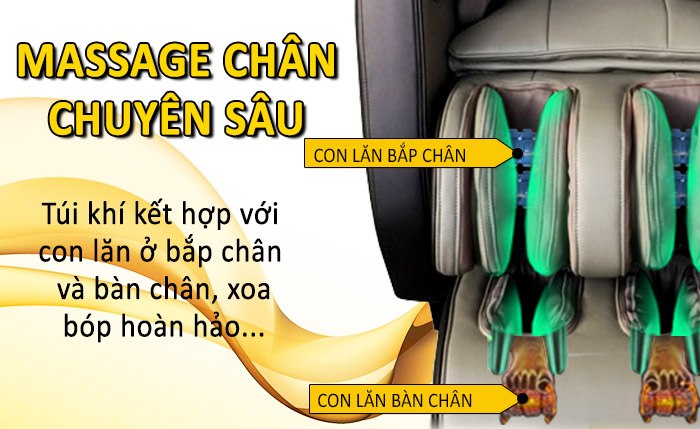 MASSAGE CHÂN
CHUYÊN SÂU
CON LĂN BẮP CHÂN
Túi khí kết hợp với
con lăn ở bắp chân
và bàn chân, xoa
bóp hoàn hảo...
CON LĂN BÀN CHÂN